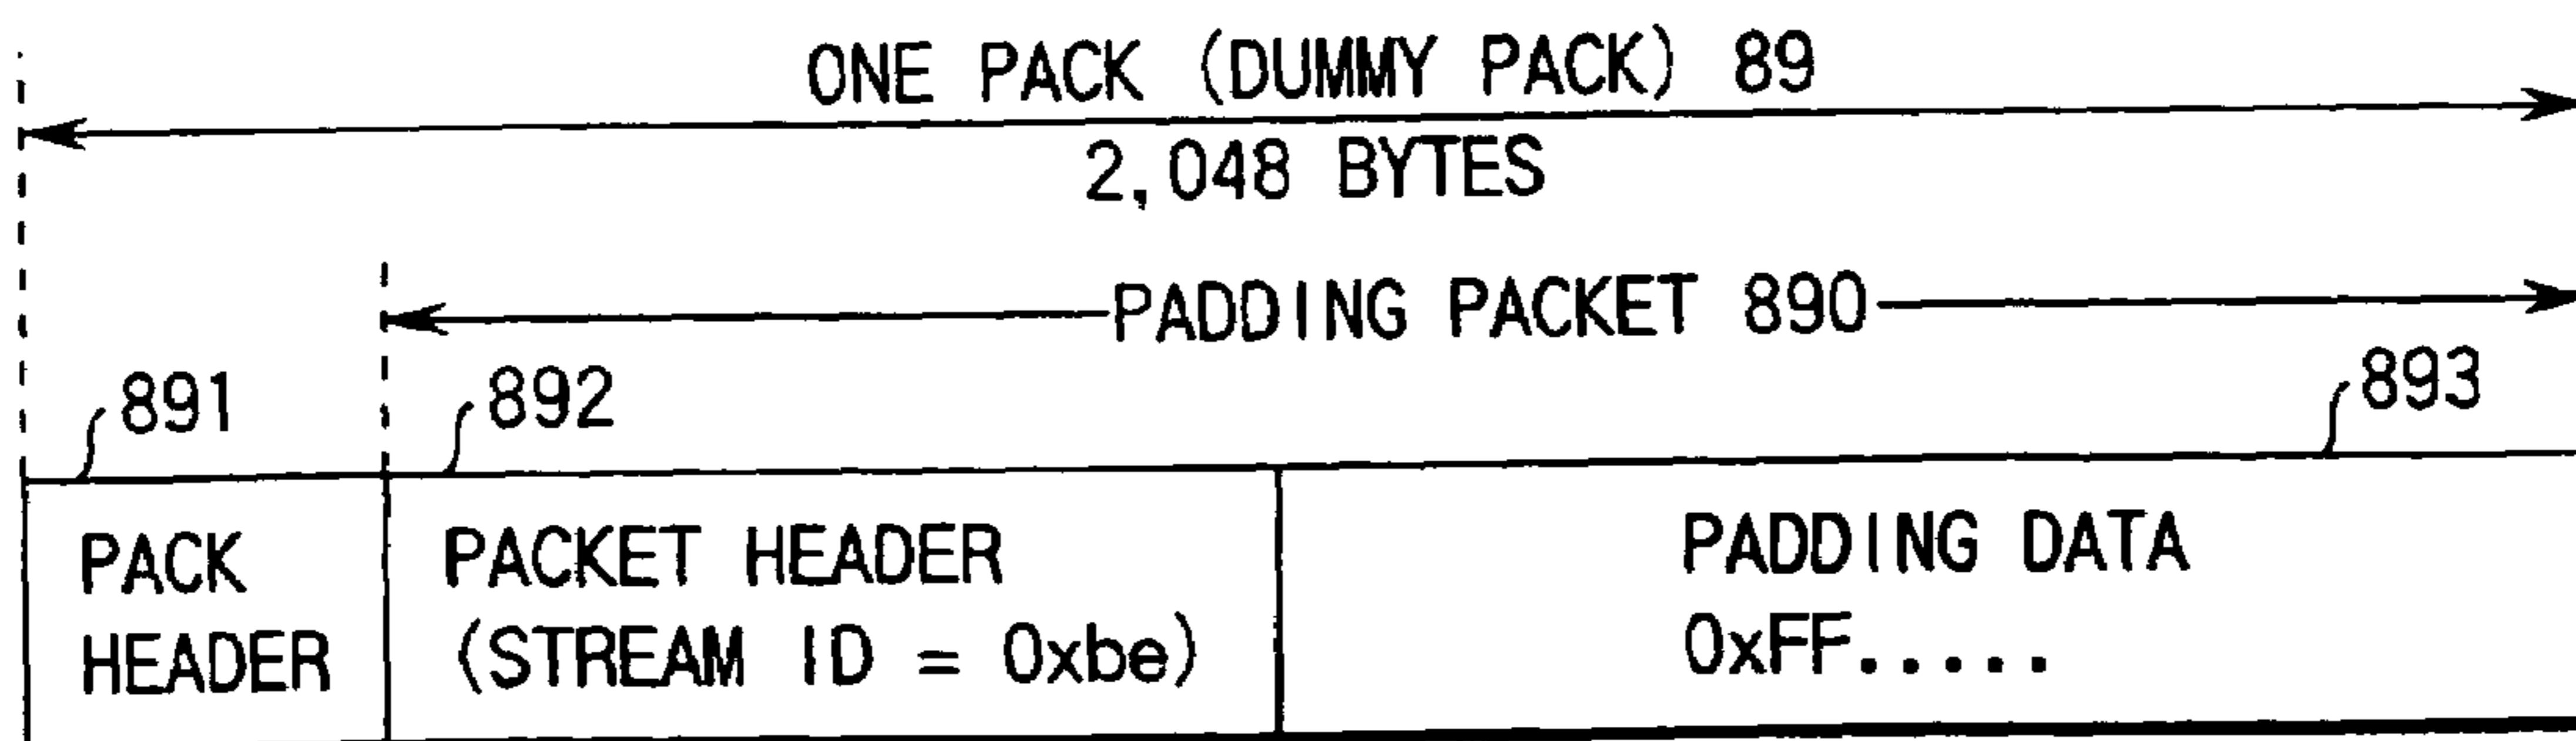 ONE PACK (DUMMY PACK) 89
2,048 BYTES
PADDING PACKET 890
891
892
893
PACK
HEADER
PACKET HEADER
(STREAM ID = 0xbe)
PADDING DATA
0xFF.....